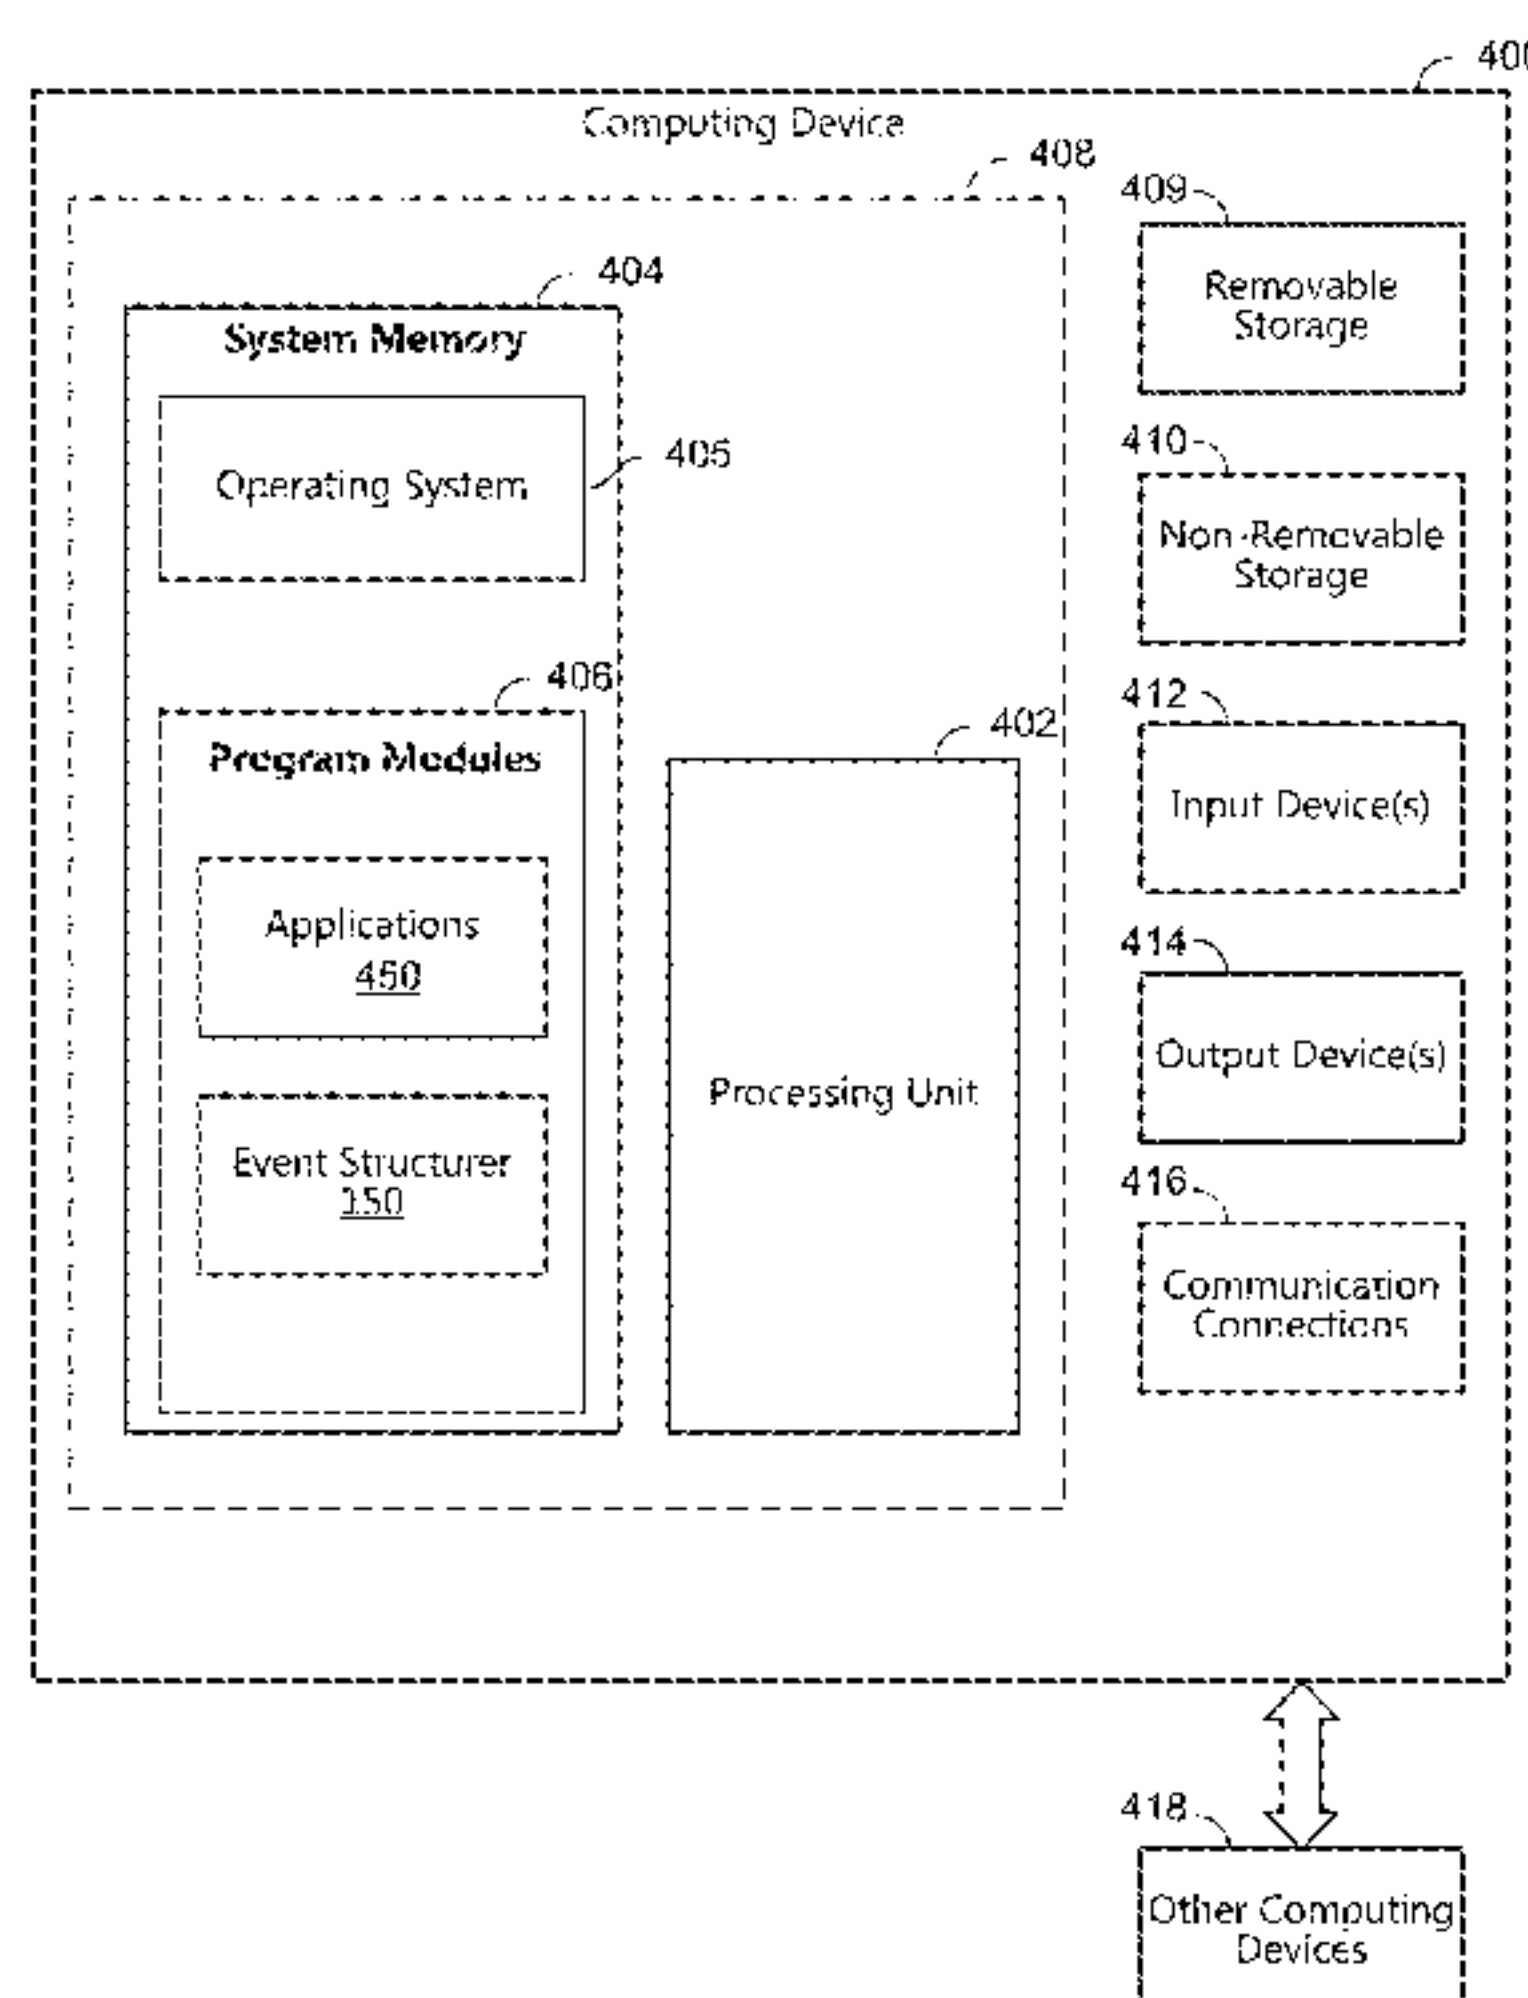 400
Computing Device
408
409
Removable
Storage
404
System Memory
Operating System
405
410
Non-Removable
Storage
406
Program Modules
402
412
Input Device(s)
Applications
450
414
Output Device(s)
Processing Unit
Event Structurer
150
416
Communication
Connections
418
Other Computing
Devices